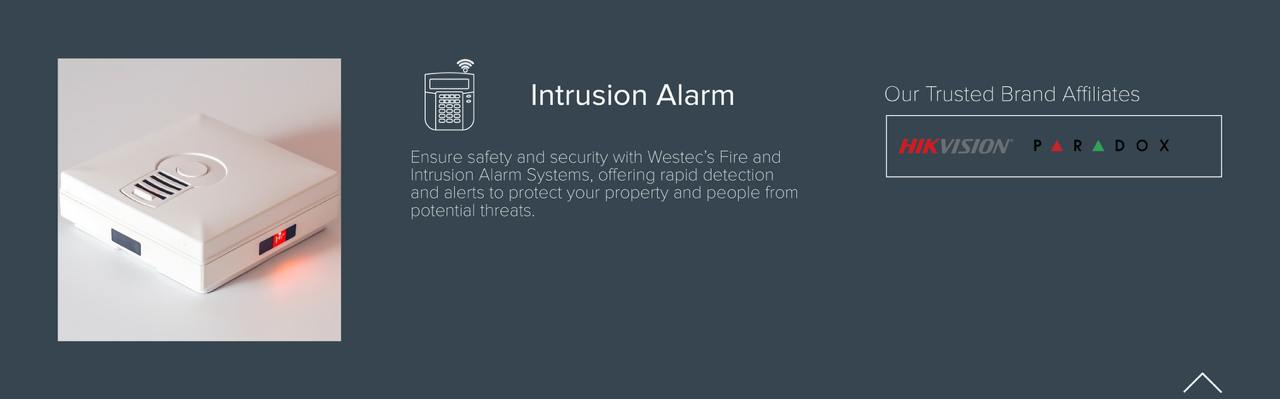 Intrusion Alarm
Ensure safety and security with Westec’s Fire and
Intrusion Alarm Systems, offering rapid detection
and alerts to protect your property and people from
potential threats.
Our Trusted Brand Affiliates
HIKVISION PARADOX